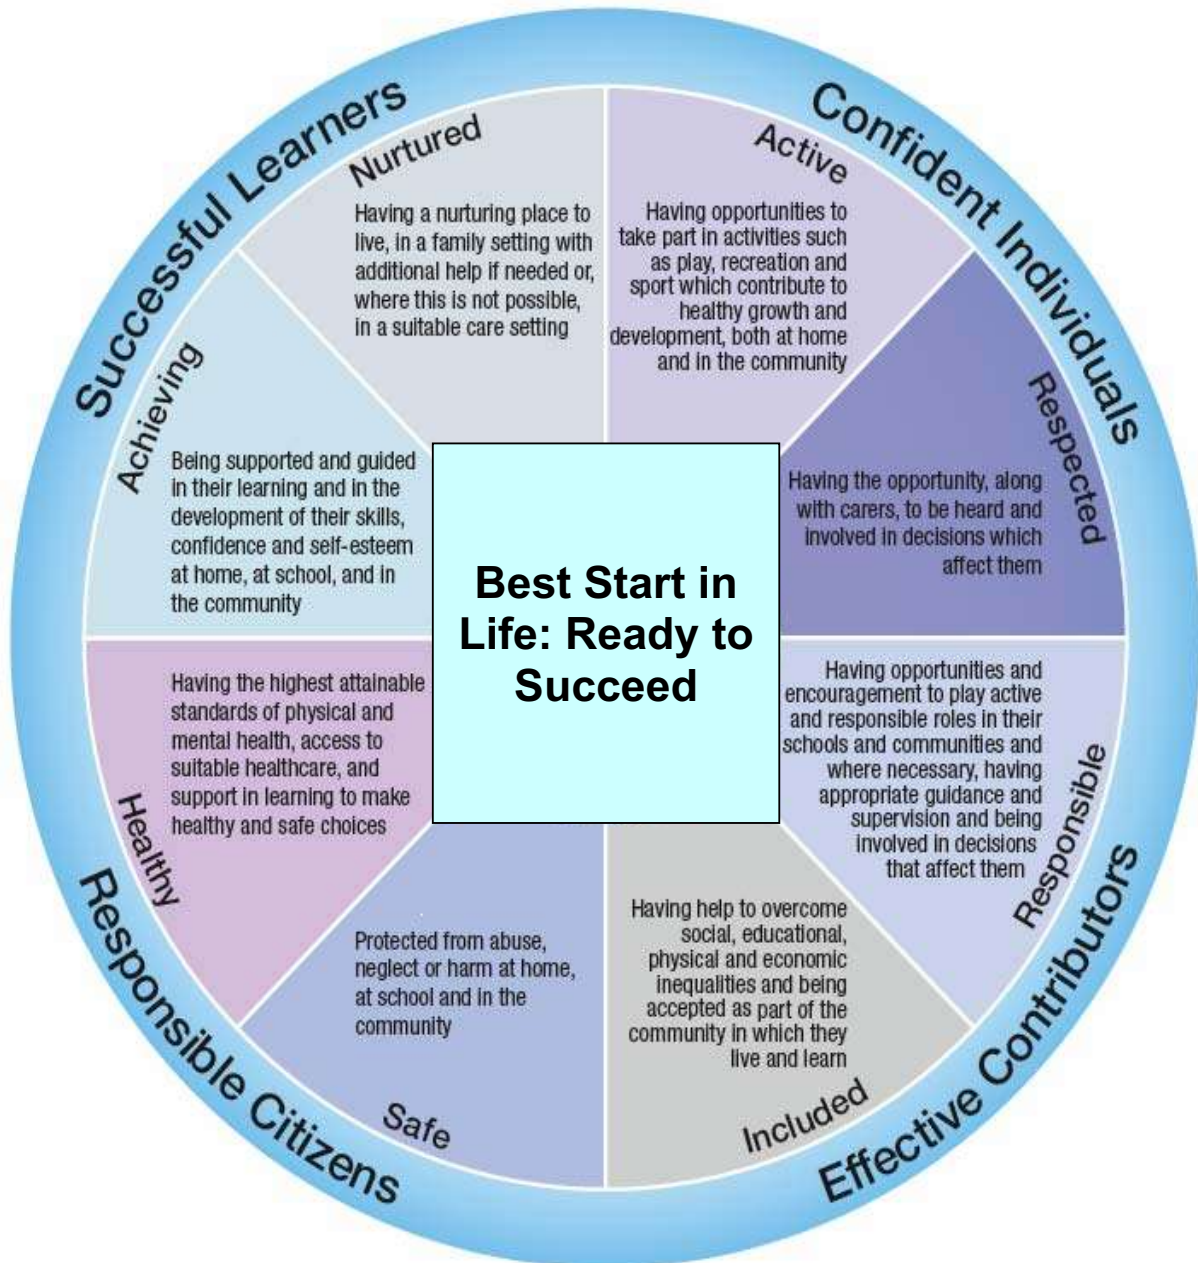 Successful Learners
Confident Individuals
Nurtured
Having a nurturing place to
live, in a family setting with
additional help if needed or,
where this is not possible,
in a suitable care setting
Active
Having opportunities to
take part in activities such
as play, recreation and
sport which contribute to
healthy growth and
development, both at home
and in the community
Achieving
Being supported and guided
in their learning and in the
development of their skills,
confidence and self-esteem
at home, at school, and in
the community
Respected
Having the opportunity, along
with carers, to be heard and
involved in decisions which
affect them
Best Start in
Life: Ready to
Succeed
Healthy
Having the highest attainable
standards of physical and
mental health, access to
suitable healthcare, and
support in learning to make
healthy and safe choices
Responsible
Having opportunities and
encouragement to play active
and responsible roles in their
schools and communities and
where necessary, having
appropriate guidance and
supervision and being
involved in decisions
that affect them
Protected from abuse,
neglect or harm at home,
at school and in the
community
Safe
Having help to overcome
social, educational,
physical and economic
inequalities and being
accepted as part of the
community in which they
live and learn
Included
Responsible Citizens
Effective Contributors